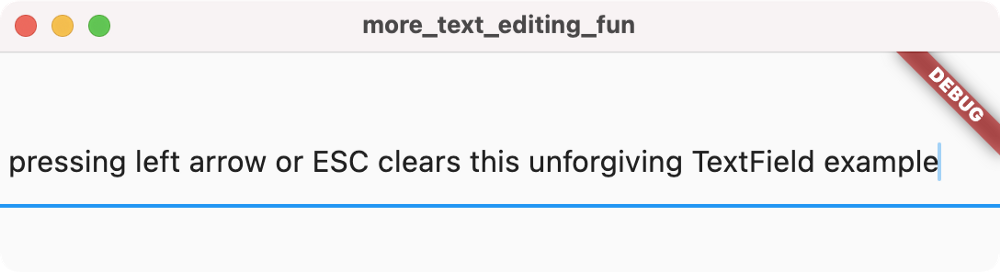 more_text_editing_fun
DEBUG
pressing left arrow or ESC clears this unforgiving TextField example